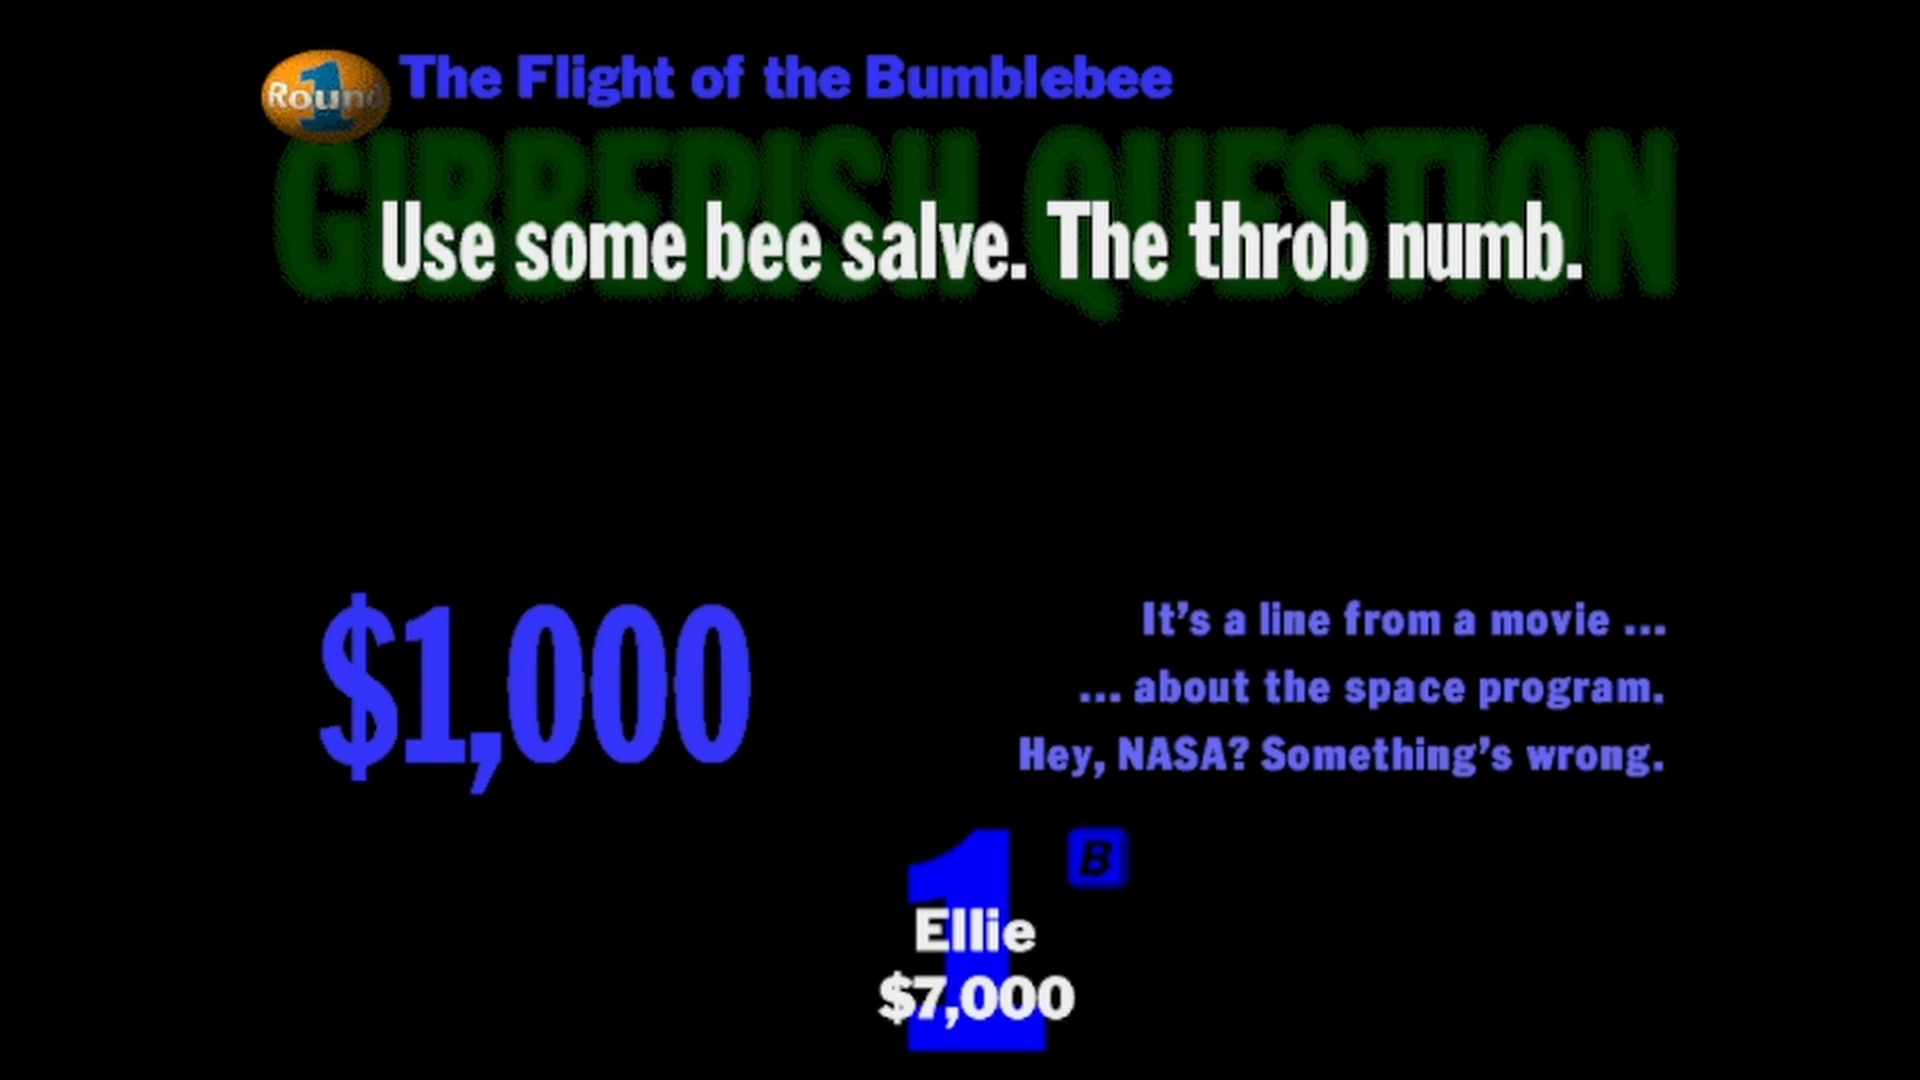 Round 1
The Flight of the Bumblebee
GIBBERISH QUESTION
Use some bee salve. The throb numb.
$1,000
It's a line from a movie ...
... about the space program.
Hey, NASA? Something's wrong.
1
B
Ellie
$7,000